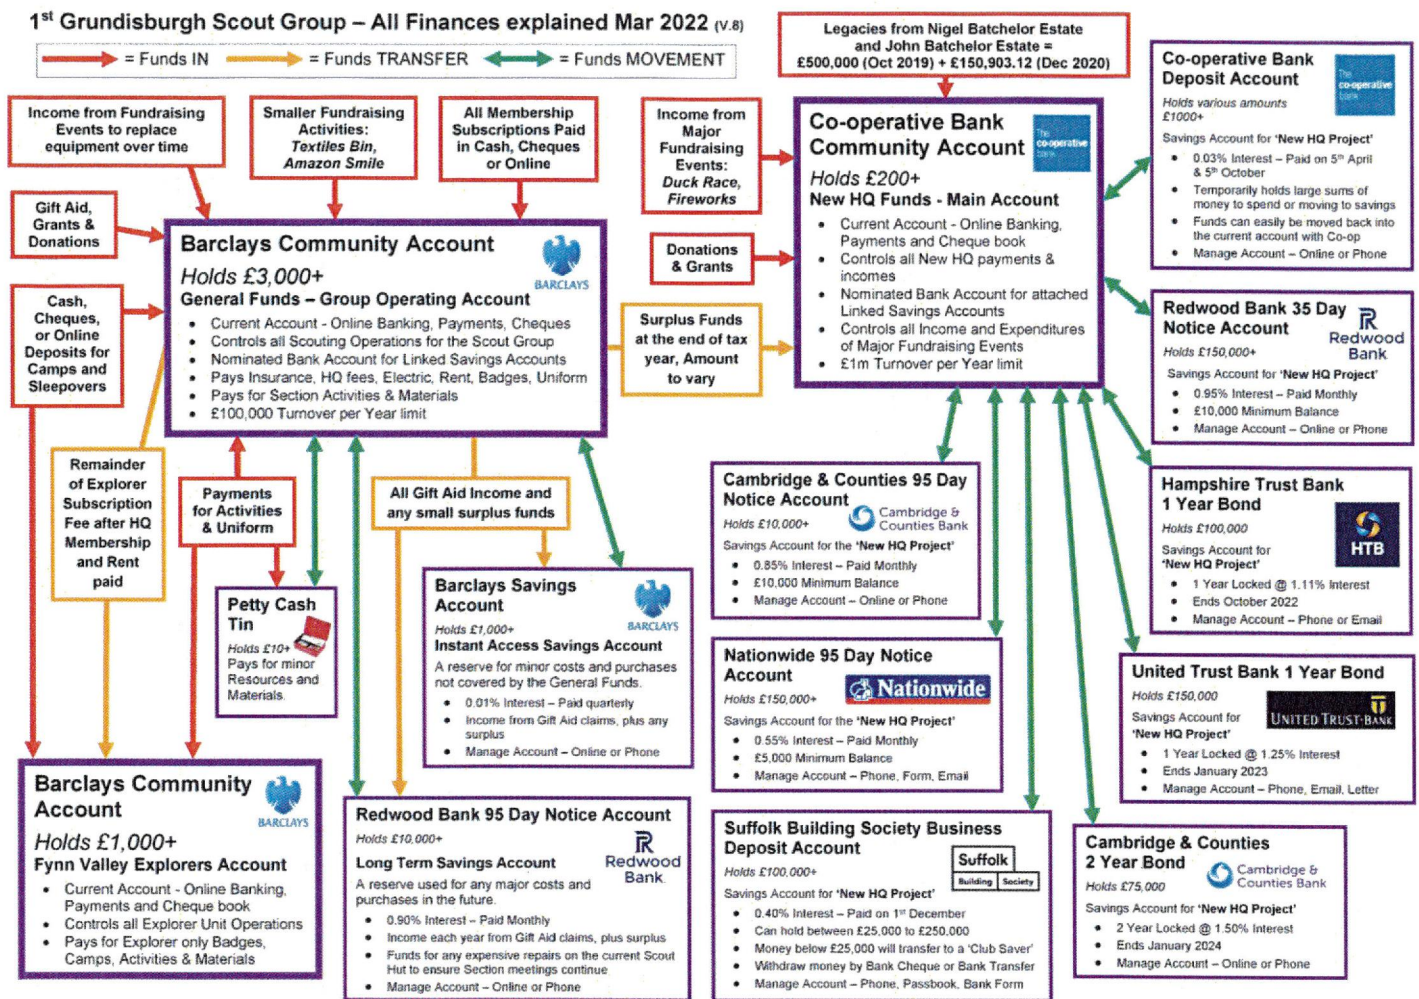 1st Grundisburgh Scout Group – All Finances explained Mar 2022 (V.8)
= Funds IN
= Funds TRANSFER
= Funds MOVEMENT
Legacies from Nigel Batchelor Estate
and John Batchelor Estate =
£500,000 (Oct 2019) + £150,903.12 (Dec 2020)
Income from Fundraising
Events to replace
equipment over time
Smaller Fundraising
Activities:
Textiles Bin,
Amazon Smile
All Membership
Subscriptions Paid
in Cash, Cheques
or Online
Gift Aid,
Grants &
Donations
Cash,
Cheques,
or Online
Deposits for
Camps and
Sleepovers
Barclays Community Account
BARCLAYS
Holds £3,000+
General Funds – Group Operating Account
• Current Account - Online Banking, Payments, Cheques
• Controls all Scouting Operations for the Scout Group
• Nominated Bank Account for Linked Savings Accounts
• Pays Insurance, HQ fees, Electric, Rent, Badges, Uniform
• Pays for Section Activities & Materials
• £100,000 Turnover per Year limit
Income from
Major
Fundraising
Events:
Duck Race,
Fireworks
Donations
& Grants
Surplus Funds
at the end of tax
year, Amount
to vary
Co-operative Bank
Community Account
The
co-operative
bank
Holds £200+
New HQ Funds - Main Account
• Current Account - Online Banking,
Payments and Cheque book
• Controls all New HQ payments &
incomes
• Nominated Bank Account for attached
Linked Savings Accounts
• Controls all Income and Expenditures
of Major Fundraising Events
• £1m Turnover per Year limit
Co-operative Bank
Deposit Account
The
co-operative
bank
Holds various amounts
£1000+
Savings Account for 'New HQ Project'
• 0.03% Interest – Paid on 5th April
& 5th October
• Temporarily holds large sums of
money to spend or moving to savings
• Funds can easily be moved back into
the current account with Co-op
• Manage Account – Online or Phone
Redwood Bank 35 Day
Notice Account
Redwood
Bank
Holds £150,000+
Savings Account for 'New HQ Project'
• 0.95% Interest – Paid Monthly
• £10,000 Minimum Balance
• Manage Account – Online or Phone
Remainder
of Explorer
Subscription
Fee after HQ
Membership
and Rent
paid
Payments
for Activities
& Uniform
All Gift Aid Income and
any small surplus funds
Petty Cash
Tin
Holds £10+
Pays for minor
Resources and
Materials.
Barclays Savings
Account
BARCLAYS
Holds £1,000+
Instant Access Savings Account
A reserve for minor costs and purchases
not covered by the General Funds.
• 0.01% Interest – Paid quarterly
• Income from Gift Aid claims, plus any
surplus
• Manage Account – Online or Phone
Cambridge & Counties 95 Day
Notice Account
Cambridge &
Counties Bank
Holds £10,000+
Savings Account for the 'New HQ Project'
• 0.85% Interest – Paid Monthly
• £10,000 Minimum Balance
• Manage Account – Online or Phone
Hampshire Trust Bank
1 Year Bond
HTB
Holds £100,000
Savings Account for
'New HQ Project'
• 1 Year Locked @ 1.11% Interest
• Ends October 2022
• Manage Account – Phone or Email
Nationwide 95 Day Notice
Account
Nationwide
Holds £150,000+
Savings Account for the 'New HQ Project'
• 0.55% Interest – Paid Monthly
• £5,000 Minimum Balance
• Manage Account – Phone, Form, Email
United Trust Bank 1 Year Bond
UNITED TRUST BANK
Holds £150,000
Savings Account for
'New HQ Project'
• 1 Year Locked @ 1.25% Interest
• Ends January 2023
• Manage Account – Phone, Email, Letter
Barclays Community
Account
BARCLAYS
Holds £1,000+
Fynn Valley Explorers Account
• Current Account - Online Banking,
Payments and Cheque book
• Controls all Explorer Unit Operations
• Pays for Explorer only Badges,
Camps, Activities & Materials
Redwood Bank 95 Day Notice Account
Redwood
Bank
Holds £10,000+
Long Term Savings Account
A reserve used for any major costs and
purchases in the future.
• 0.90% Interest – Paid Monthly
• Income each year from Gift Aid claims, plus surplus
• Funds for any expensive repairs on the current Scout
Hut to ensure Section meetings continue
• Manage Account – Online or Phone
Suffolk Building Society Business
Deposit Account
Suffolk
Building Society
Holds £100,000+
Savings Account for 'New HQ Project'
• 0.40% Interest – Paid on 1st December
• Can hold between £25,000 to £250,000
• Money below £25,000 will transfer to a 'Club Saver'
• Withdraw money by Bank Cheque or Bank Transfer
• Manage Account – Phone, Passbook, Bank Form
Cambridge & Counties
2 Year Bond
Cambridge &
Counties Bank
Holds £75,000
Savings Account for 'New HQ Project'
• 2 Year Locked @ 1.50% Interest
• Ends January 2024
• Manage Account – Online or Phone